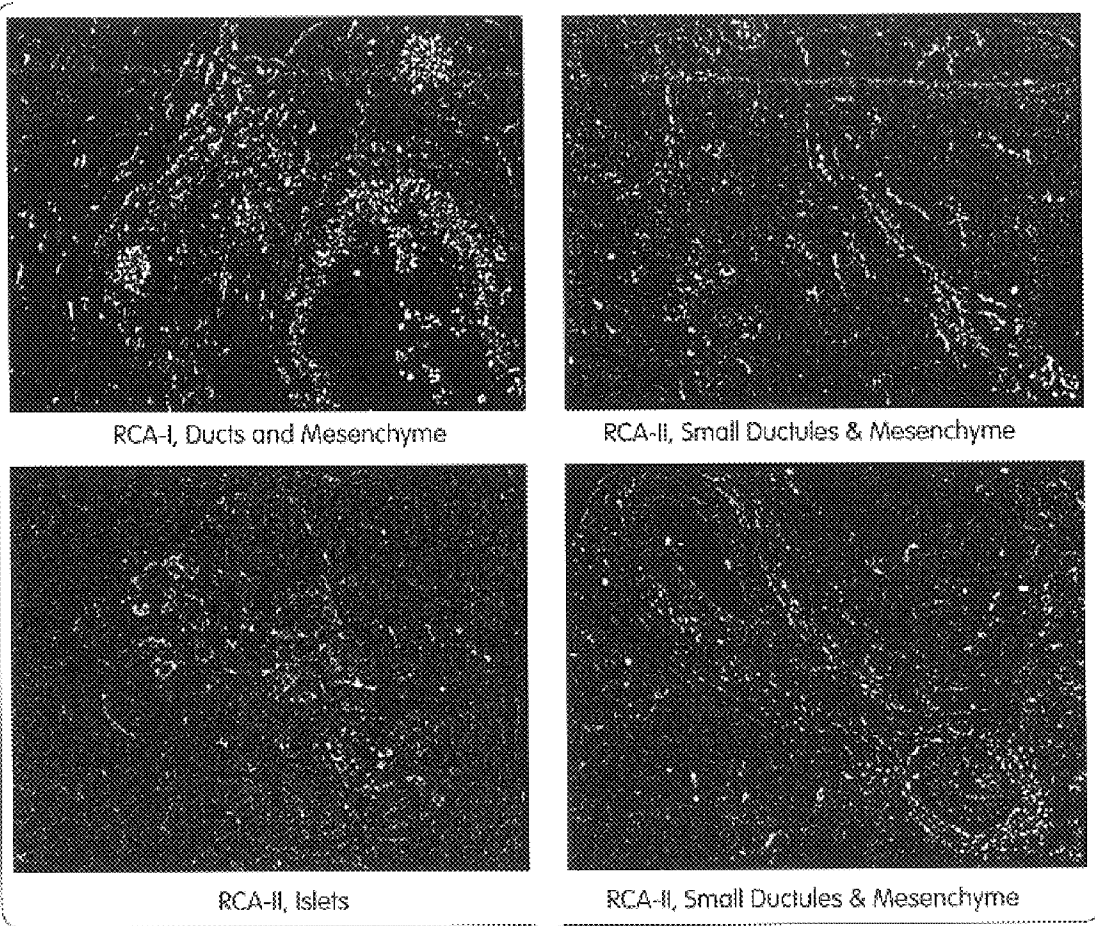 RCA-I, Ducts and Mesenchyme
RCA-II, Small Ductules & Mesenchyme
RCA-II, Islets
RCA-II, Small Ductules & Mesenchyme